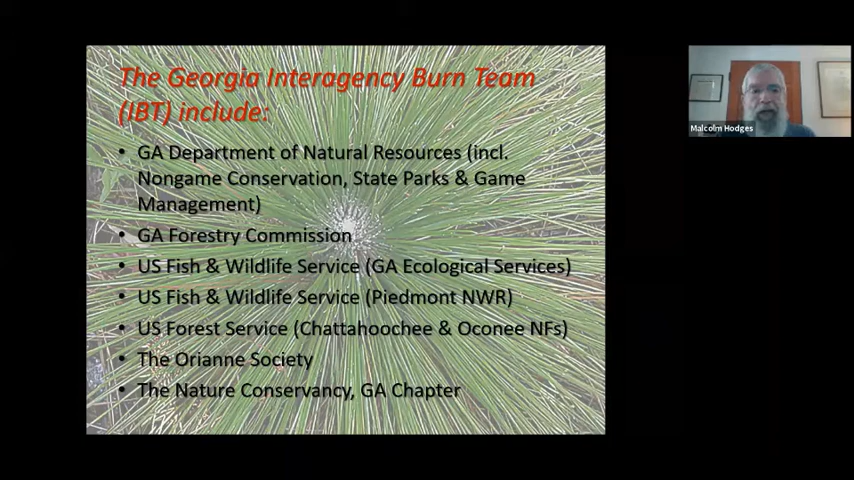 The Georgia Interagency Burn Team
(IBT) include:
• GA Department of Natural Resources (incl.
Nongame Conservation, State Parks & Game
Management)
• GA Forestry Commission
• US Fish & Wildlife Service (GA Ecological Services)
• US Fish & Wildlife Service (Piedmont NWR)
• US Forest Service (Chattahoochee & Oconee NFs)
• The Orianne Society
• The Nature Conservancy, GA Chapter
Malcolm Hodges